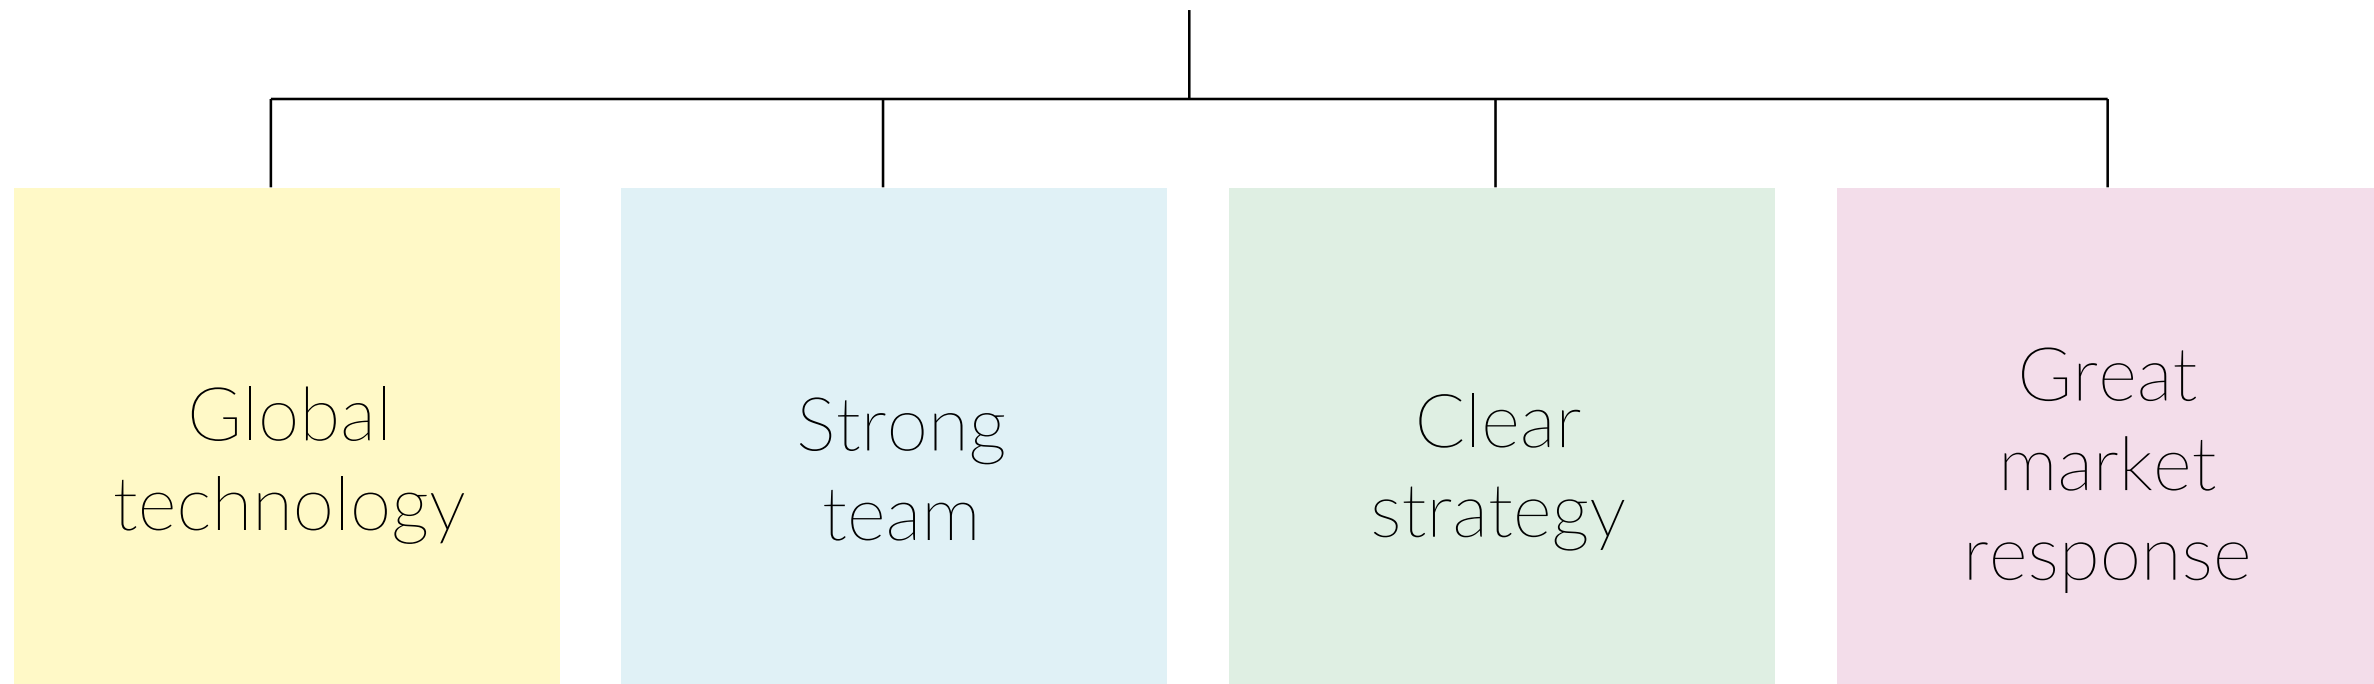 Global
technology
Strong
team
Clear
strategy
Great
market
response